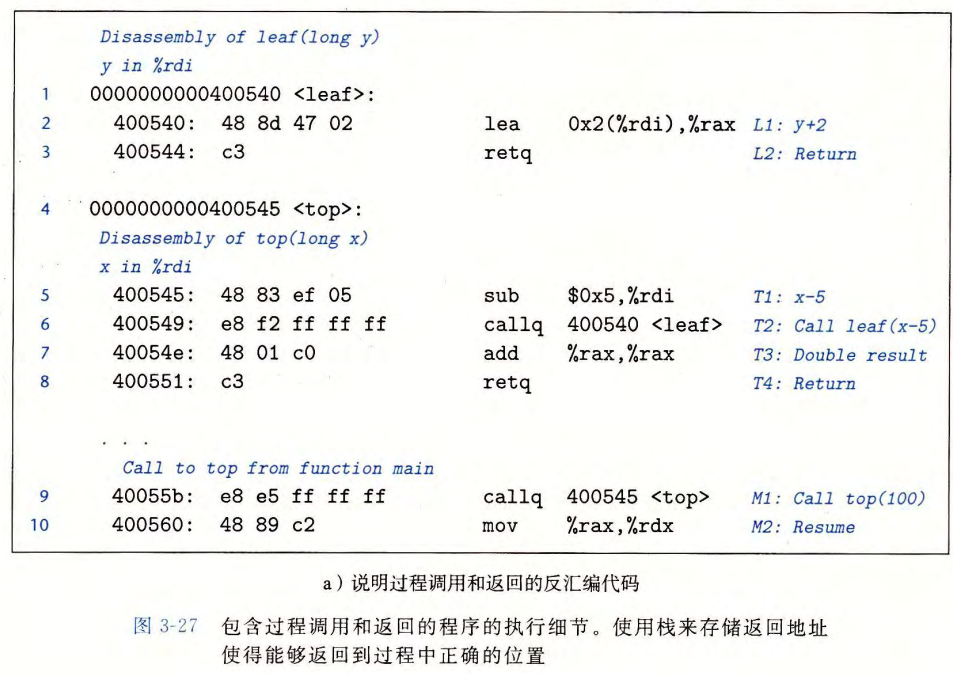 Disassembly of leaf(long y)
y in %rdi
1 0000000000400540 <leaf>:
2 400540: 48 8d 47 02 lea 0x2(%rdi),%rax L1: y+2
3 400544: c3 retq L2: Return
4 0000000000400545 <top>:
Disassembly of top(long x)
x in %rdi
5 400545: 48 83 ef 05 sub $0x5,%rdi T1: x-5
6 400549: e8 f2 ff ff ff callq 400540 <leaf> T2: Call leaf(x-5)
7 40054e: 48 01 c0 add %rax,%rax T3: Double result
8 400551: c3 retq T4: Return
. . .
Call to top from function main
9 40055b: e8 e5 ff ff ff callq 400545 <top> M1: Call top(100)
10 400560: 48 89 c2 mov %rax,%rdx M2: Resume
a)说明过程调用和返回的反汇编代码
图 3-27 包含过程调用和返回的程序的执行细节。使用栈来存储返回地址
使得能够返回到过程中正确的位置